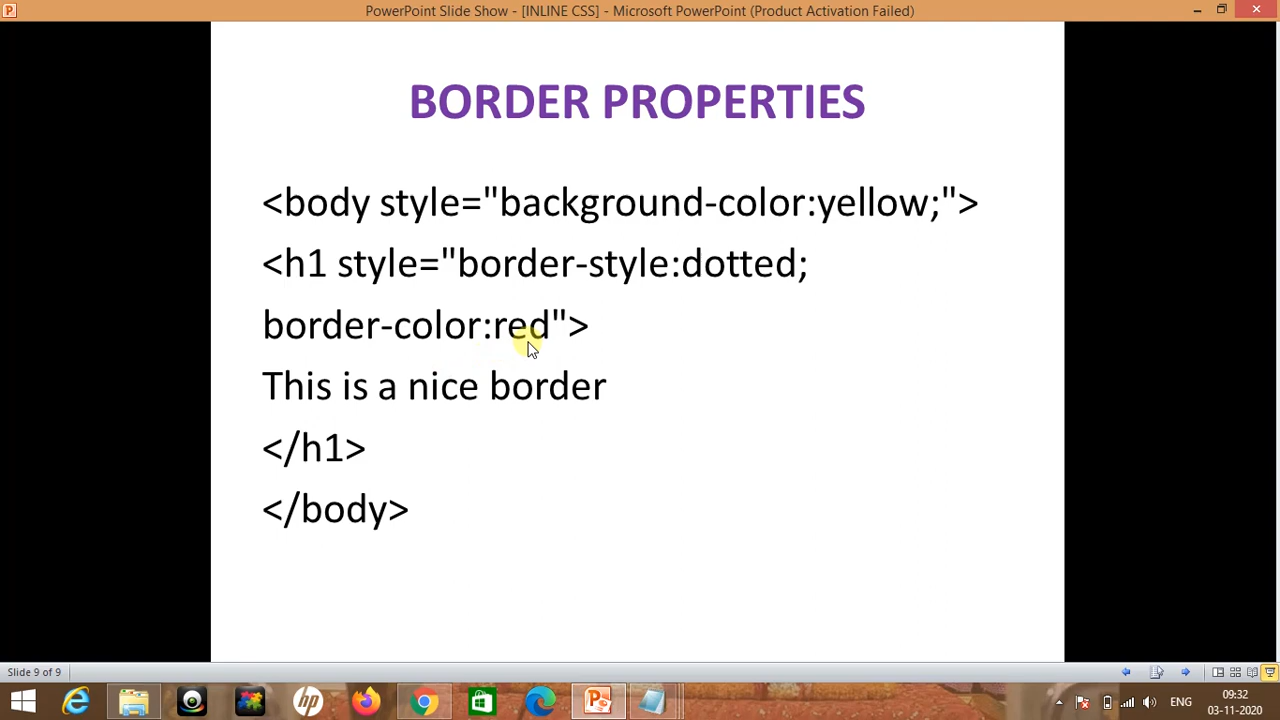 PowerPoint Slide Show - [INLINE CSS] - Microsoft PowerPoint (Product Activation Failed)
BORDER PROPERTIES
<body style="background-color:yellow;">
<h1 style="border-style:dotted;
border-color:red">
This is a nice border
</h1>
</body>
Slide 9 of 9
ENG
09:32
03-11-2020